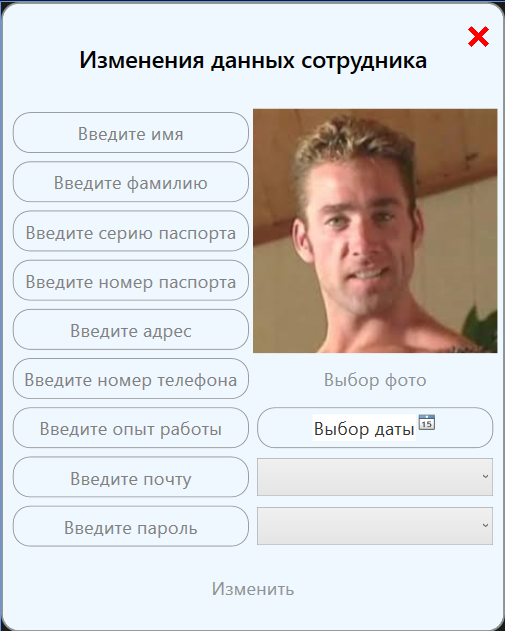 Изменения данных сотрудника
Введите имя
Введите фамилию
Введите серию паспорта
Введите номер паспорта
Введите адрес
Введите номер телефона
Выбор фото
Введите опыт работы
Выбор даты 15
Введите почту
Введите пароль
Изменить